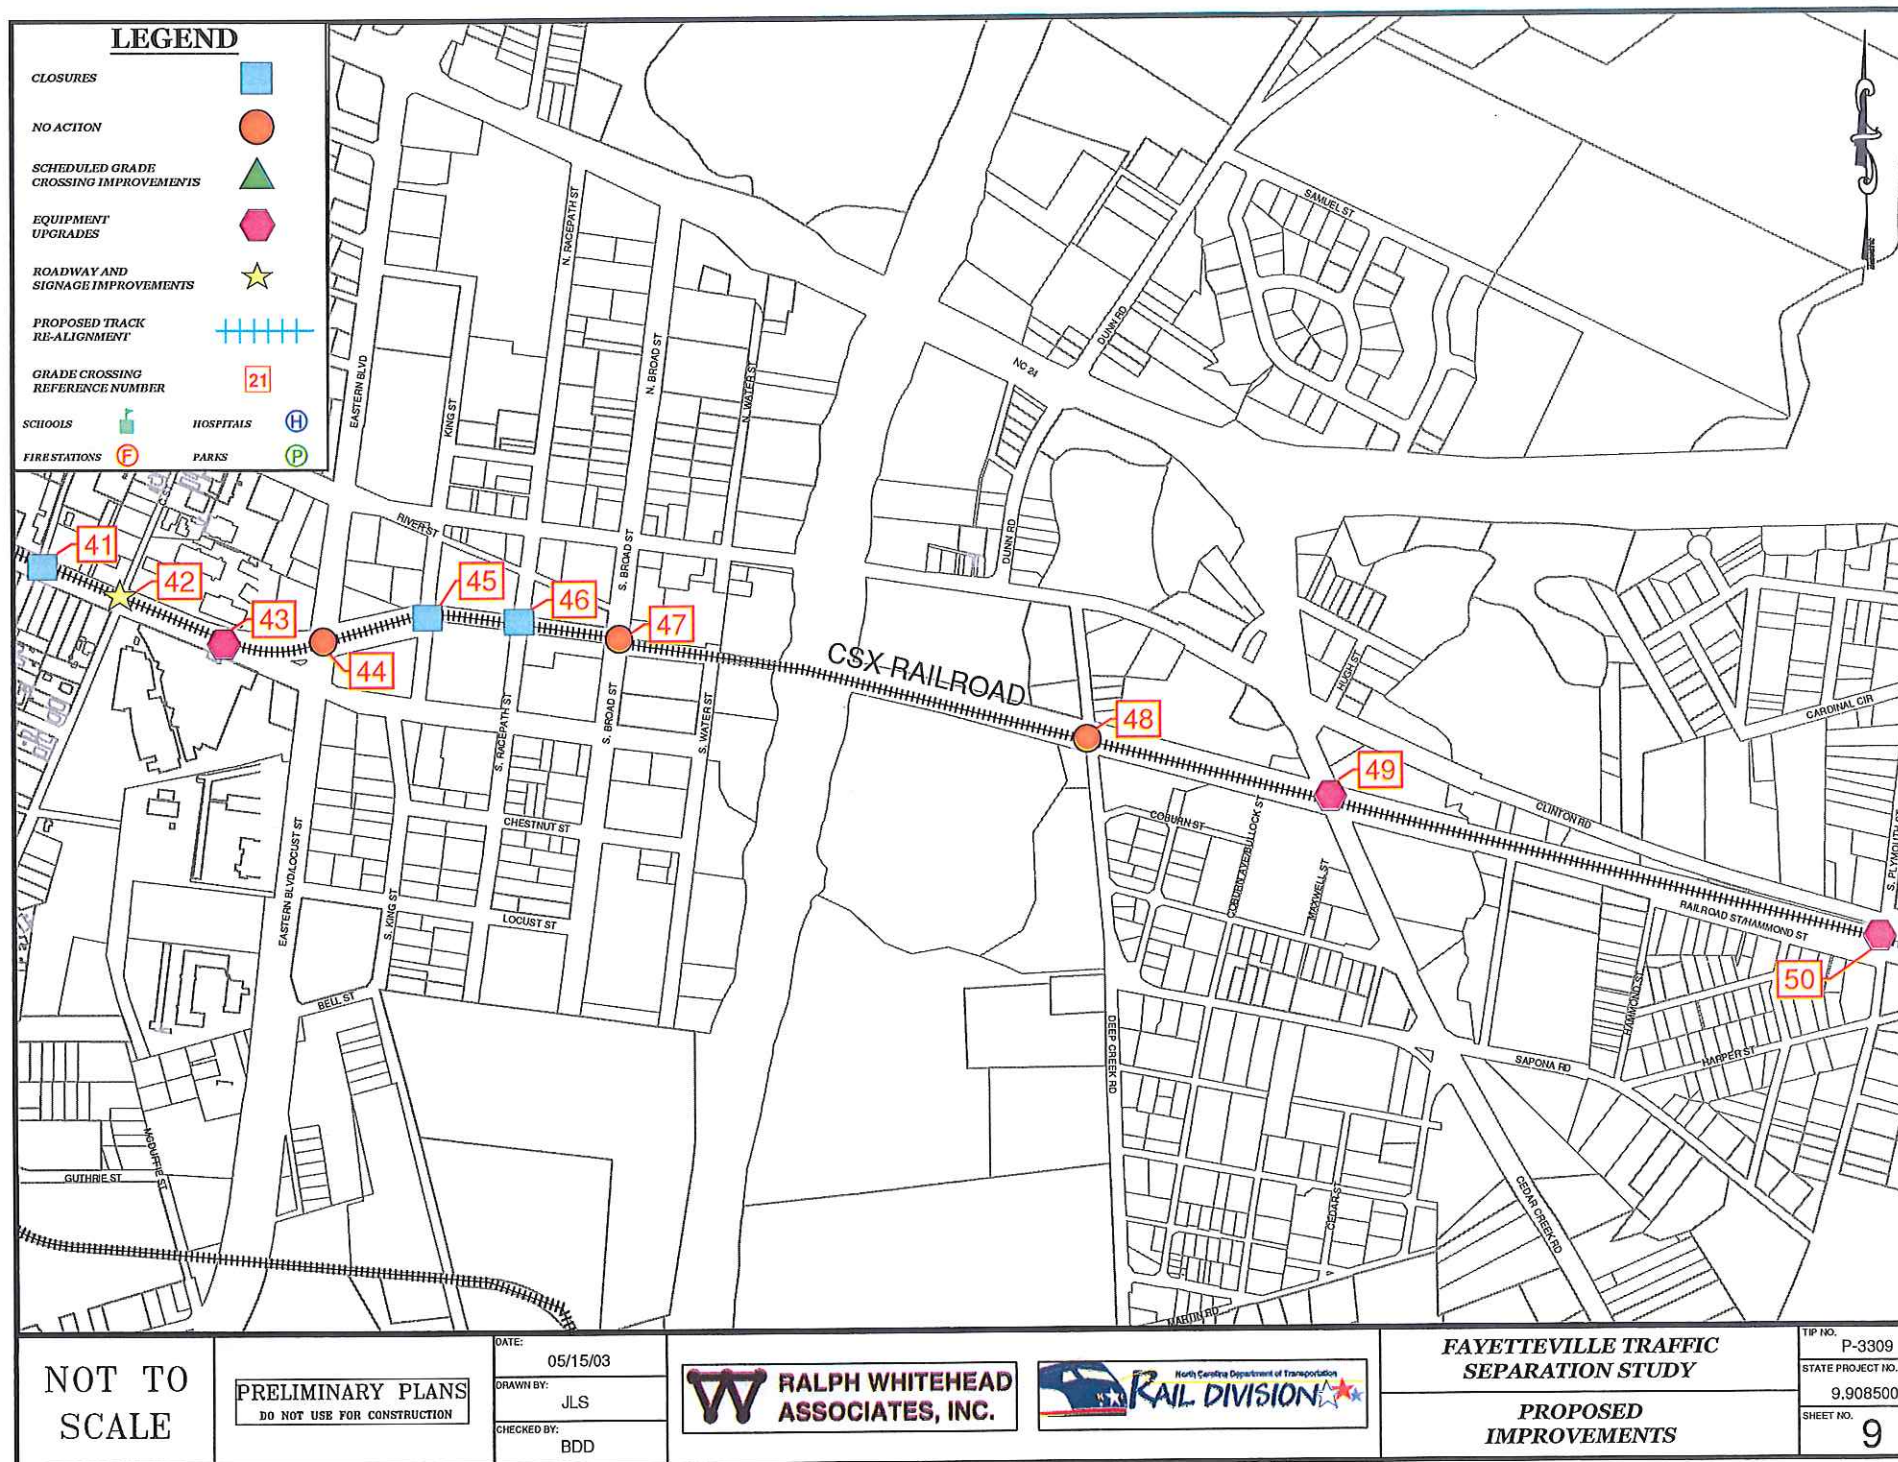 LEGEND
CLOSURES
NO ACTION
SCHEDULED GRADE
CROSSING IMPROVEMENTS
EQUIPMENT
UPGRADES
ROADWAY AND
SIGNAGE IMPROVEMENTS
PROPOSED TRACK
RE-ALIGNMENT
GRADE CROSSING
REFERENCE NUMBER
21
SCHOOLS
HOSPITALS
H
FIRE STATIONS
F
PARKS
P
SAMUEL ST
N. RACEPATH ST
DUNN RD
NC 24
N. BROAD ST
N. WATER ST
EASTERN BLVD
KING ST
RIVER ST
S. BROAD ST
DUNN RD
41
42
43
44
45
46
47
CSX RAILROAD
48
49
50
HUGH ST
CARDINAL CIR
S. RACEPATH ST
S. BROAD ST
S. WATER ST
CLINTON RD
COBURN ST
COBURN AVE/BULLOCK ST
MAXWELL ST
S. PLYMOUTH ST
CHESTNUT ST
EASTERN BLVD/LOCUST ST
S. KING ST
LOCUST ST
RAILROAD ST/HAMMOND ST
HAMMOND ST
BELL ST
DEEP CREEK RD
SAPONA RD
HARPER ST
MCDUFFIE ST
GUTHRIE ST
CEDAR ST
CEDAR CREEK RD
MARTIN RD
NOT TO
SCALE
PRELIMINARY PLANS
DO NOT USE FOR CONSTRUCTION
DATE:
05/15/03
DRAWN BY:
JLS
CHECKED BY:
BDD
RALPH WHITEHEAD
ASSOCIATES, INC.
North Carolina Department of Transportation
RAIL DIVISION
FAYETTEVILLE TRAFFIC
SEPARATION STUDY
PROPOSED
IMPROVEMENTS
TIP NO.
P-3309
STATE PROJECT NO.
9.908500
SHEET NO.
9